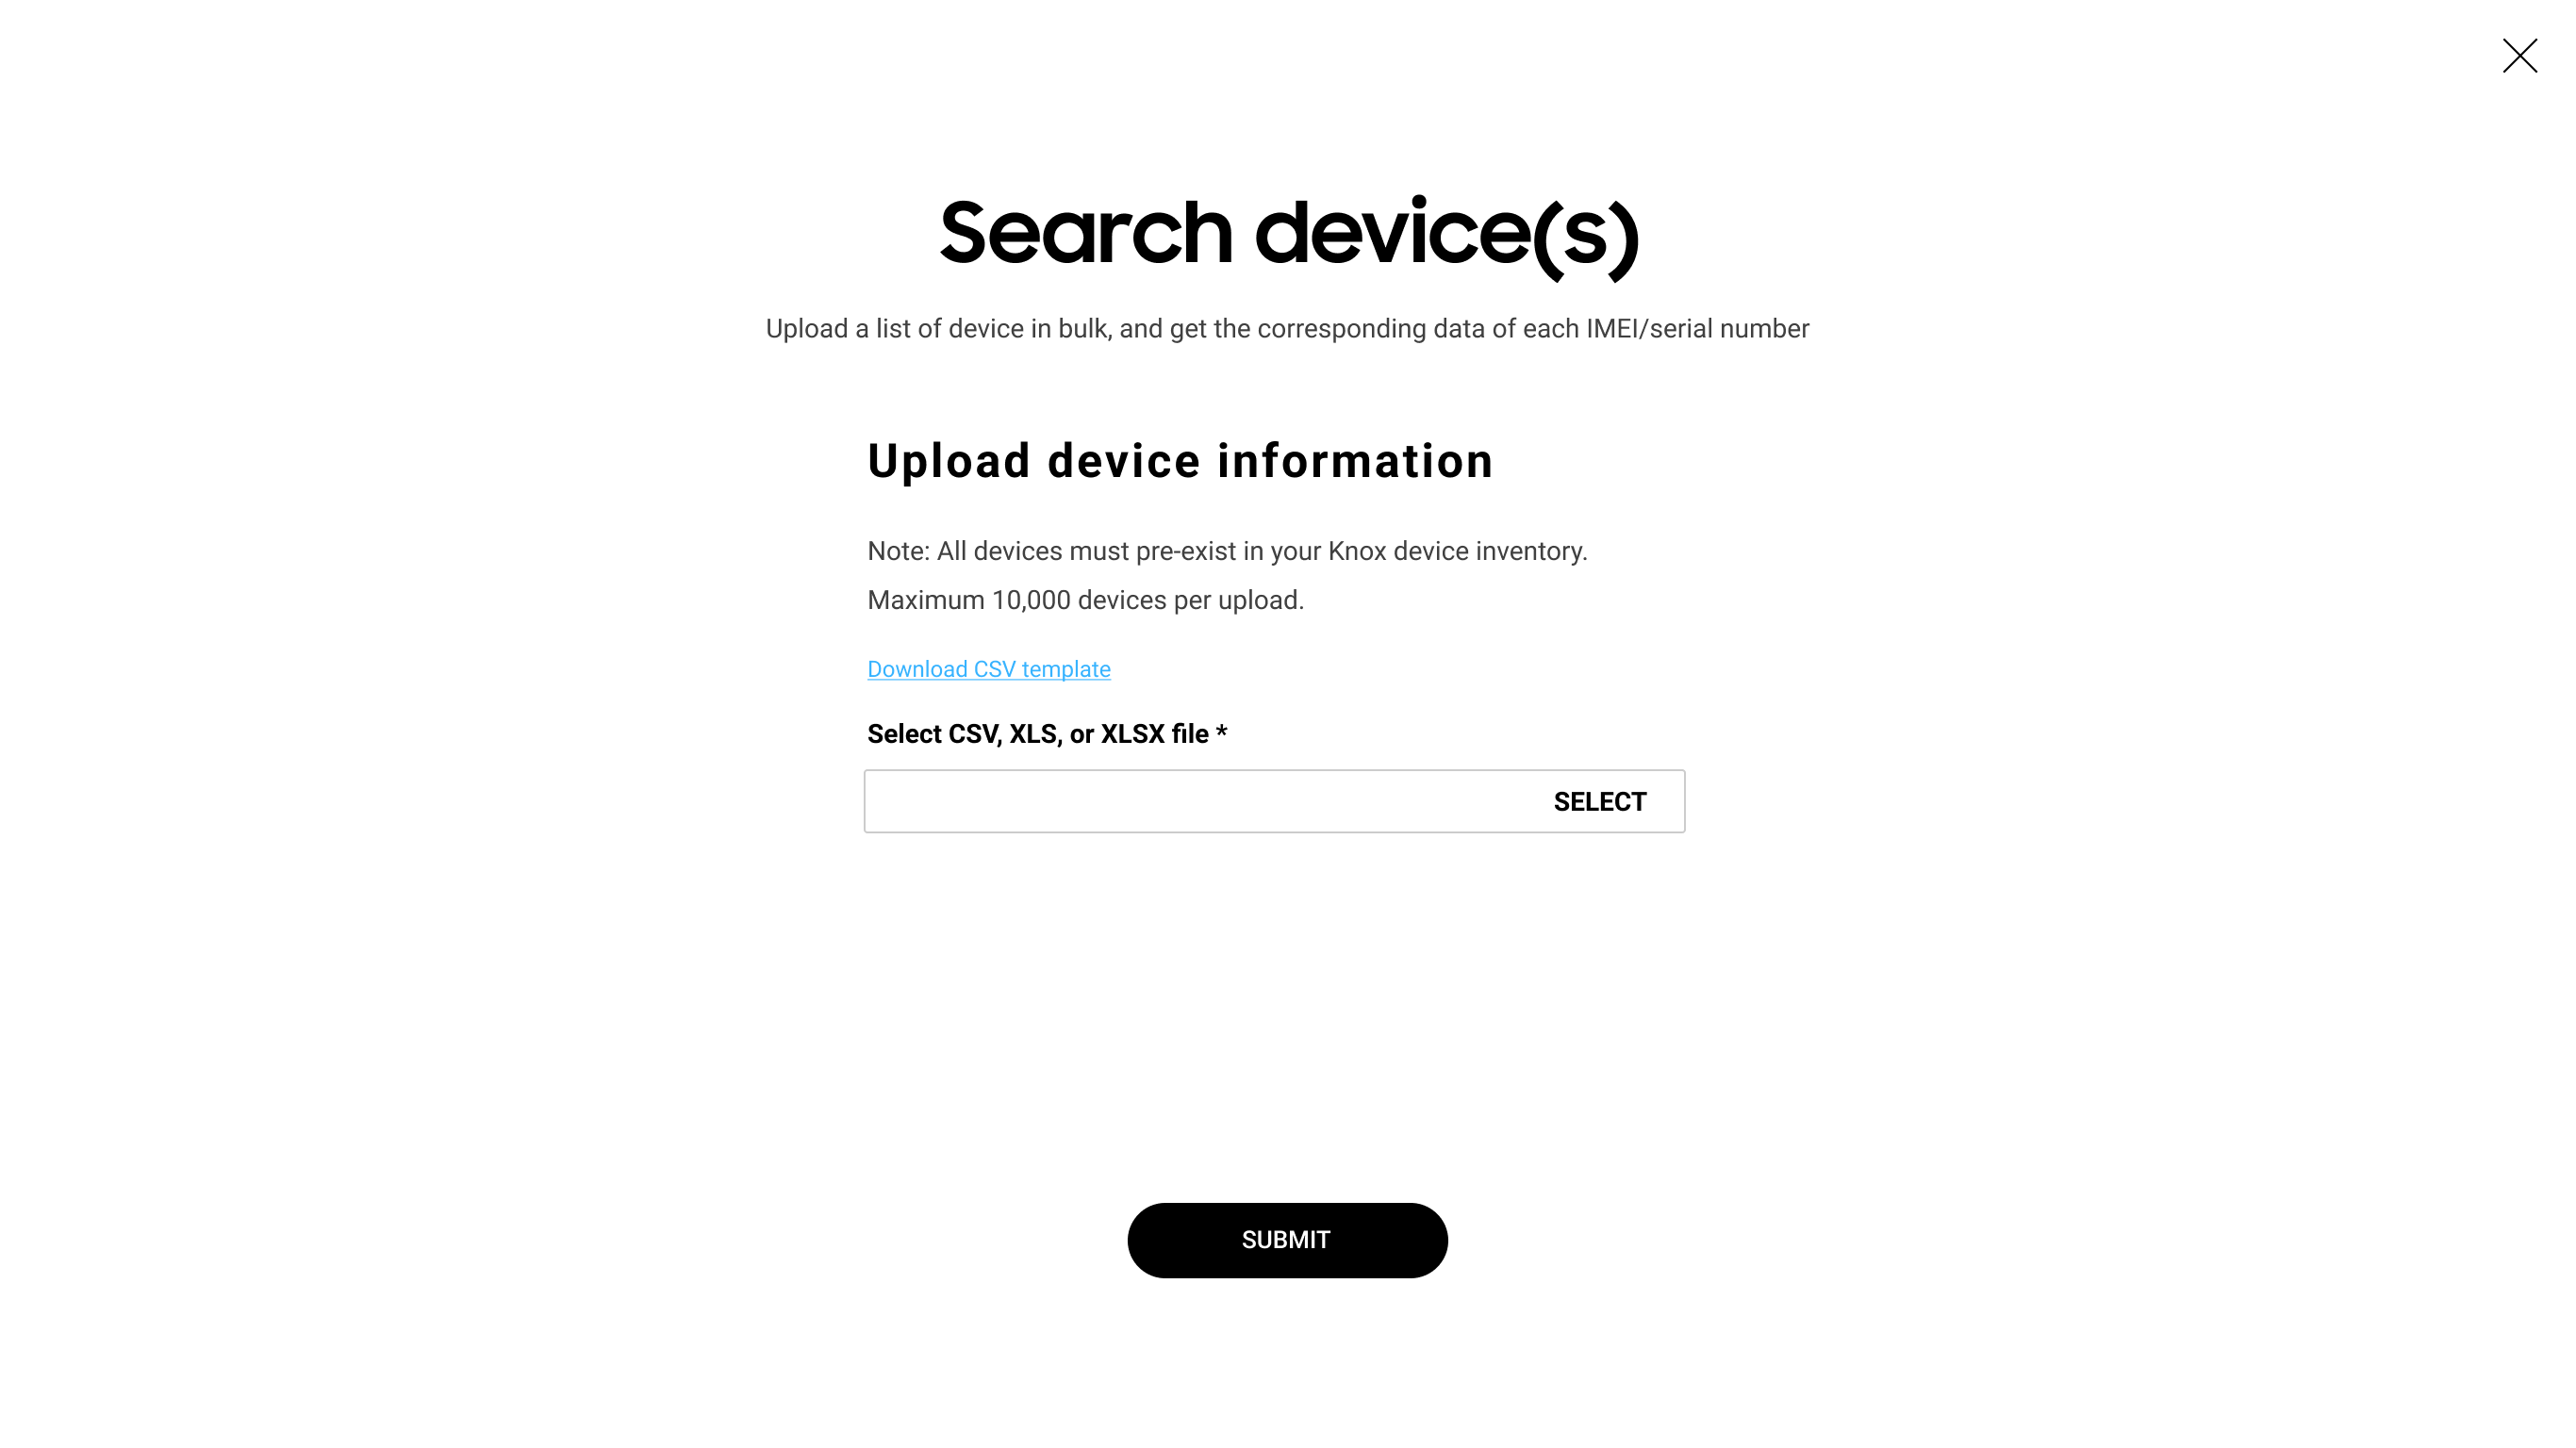 Search device(s)
Upload a list of device in bulk, and get the corresponding data of each IMEI/serial number
Upload device information
Note: All devices must pre-exist in your Knox device inventory.
Maximum 10,000 devices per upload.
Download CSV template
Select CSV, XLS, or XLSX file *
SELECT
SUBMIT